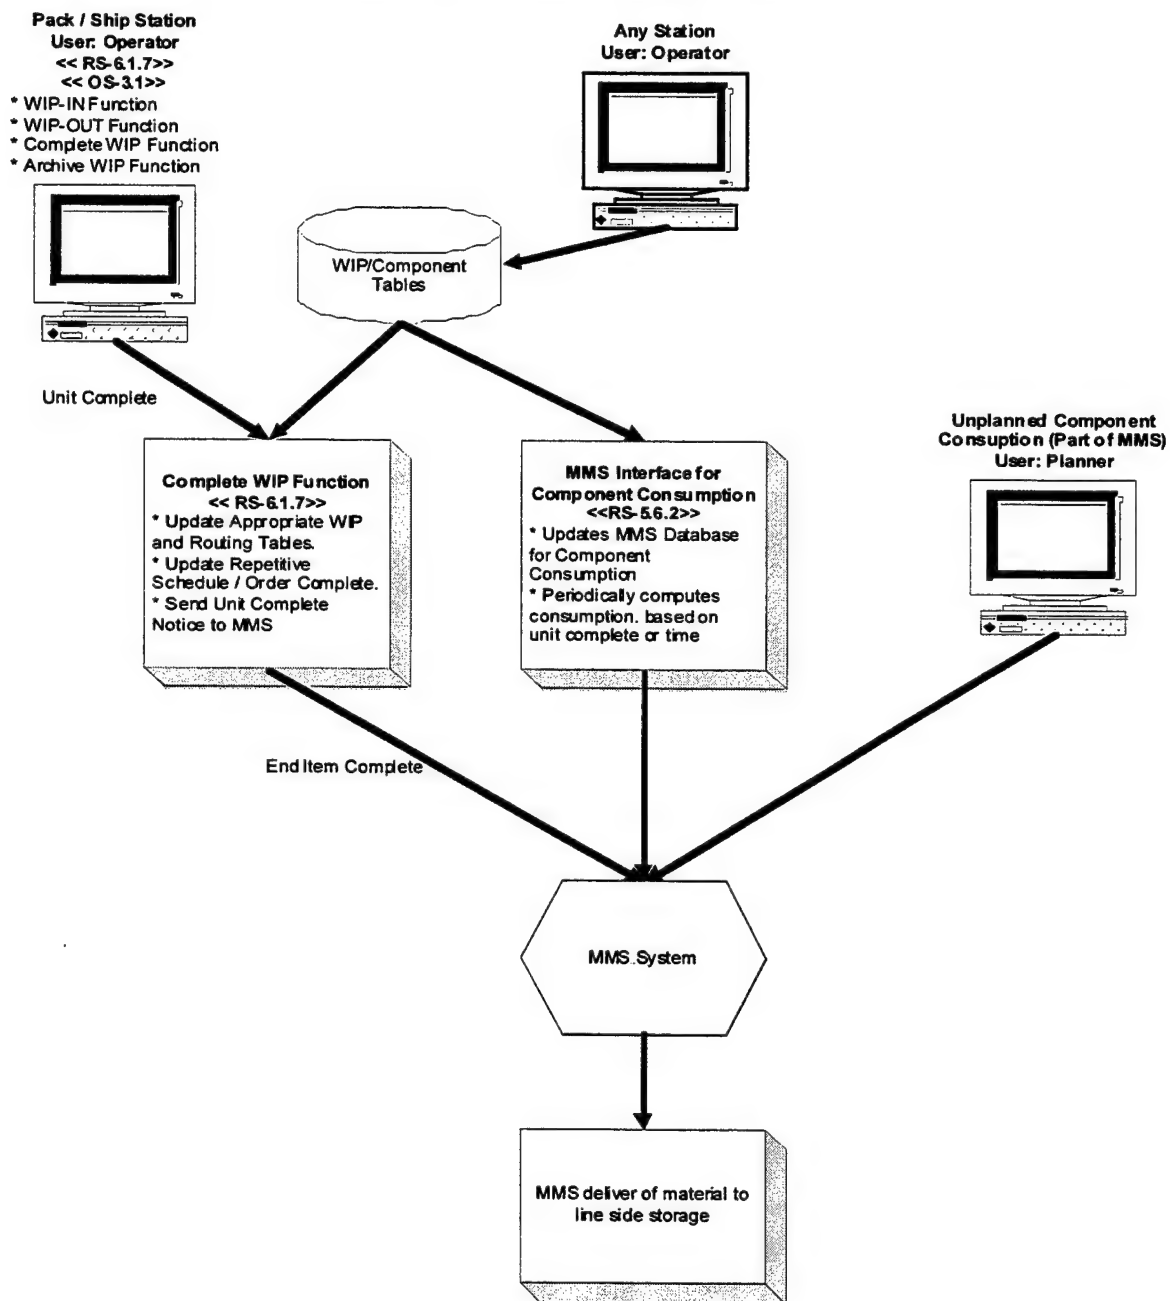 Pack / Ship Station
User: Operator
<< RS-6.1.7>>
<< OS-3.1>>
* WIP-IN Function
* WIP-OUT Function
* Complete WIP Function
* Archive WIP Function
Any Station
User: Operator
WIP/Component
Tables
Unit Complete
Complete WIP Function
<< RS-6.1.7>>
* Update Appropriate WIP
and Routing Tables.
* Update Repetitive
Schedule / Order Complete.
* Send Unit Complete
Notice to MMS
MMS Interface for
Component Consumption
<<RS-5.6.2>>
* Updates MMS Database
for Component
Consumption
* Periodically computes
consumption. based on
unit complete or time
Unplanned Component
Consuption (Part of MMS)
User: Planner
End Item Complete
MMS.System
MMS deliver of material to
line side storage